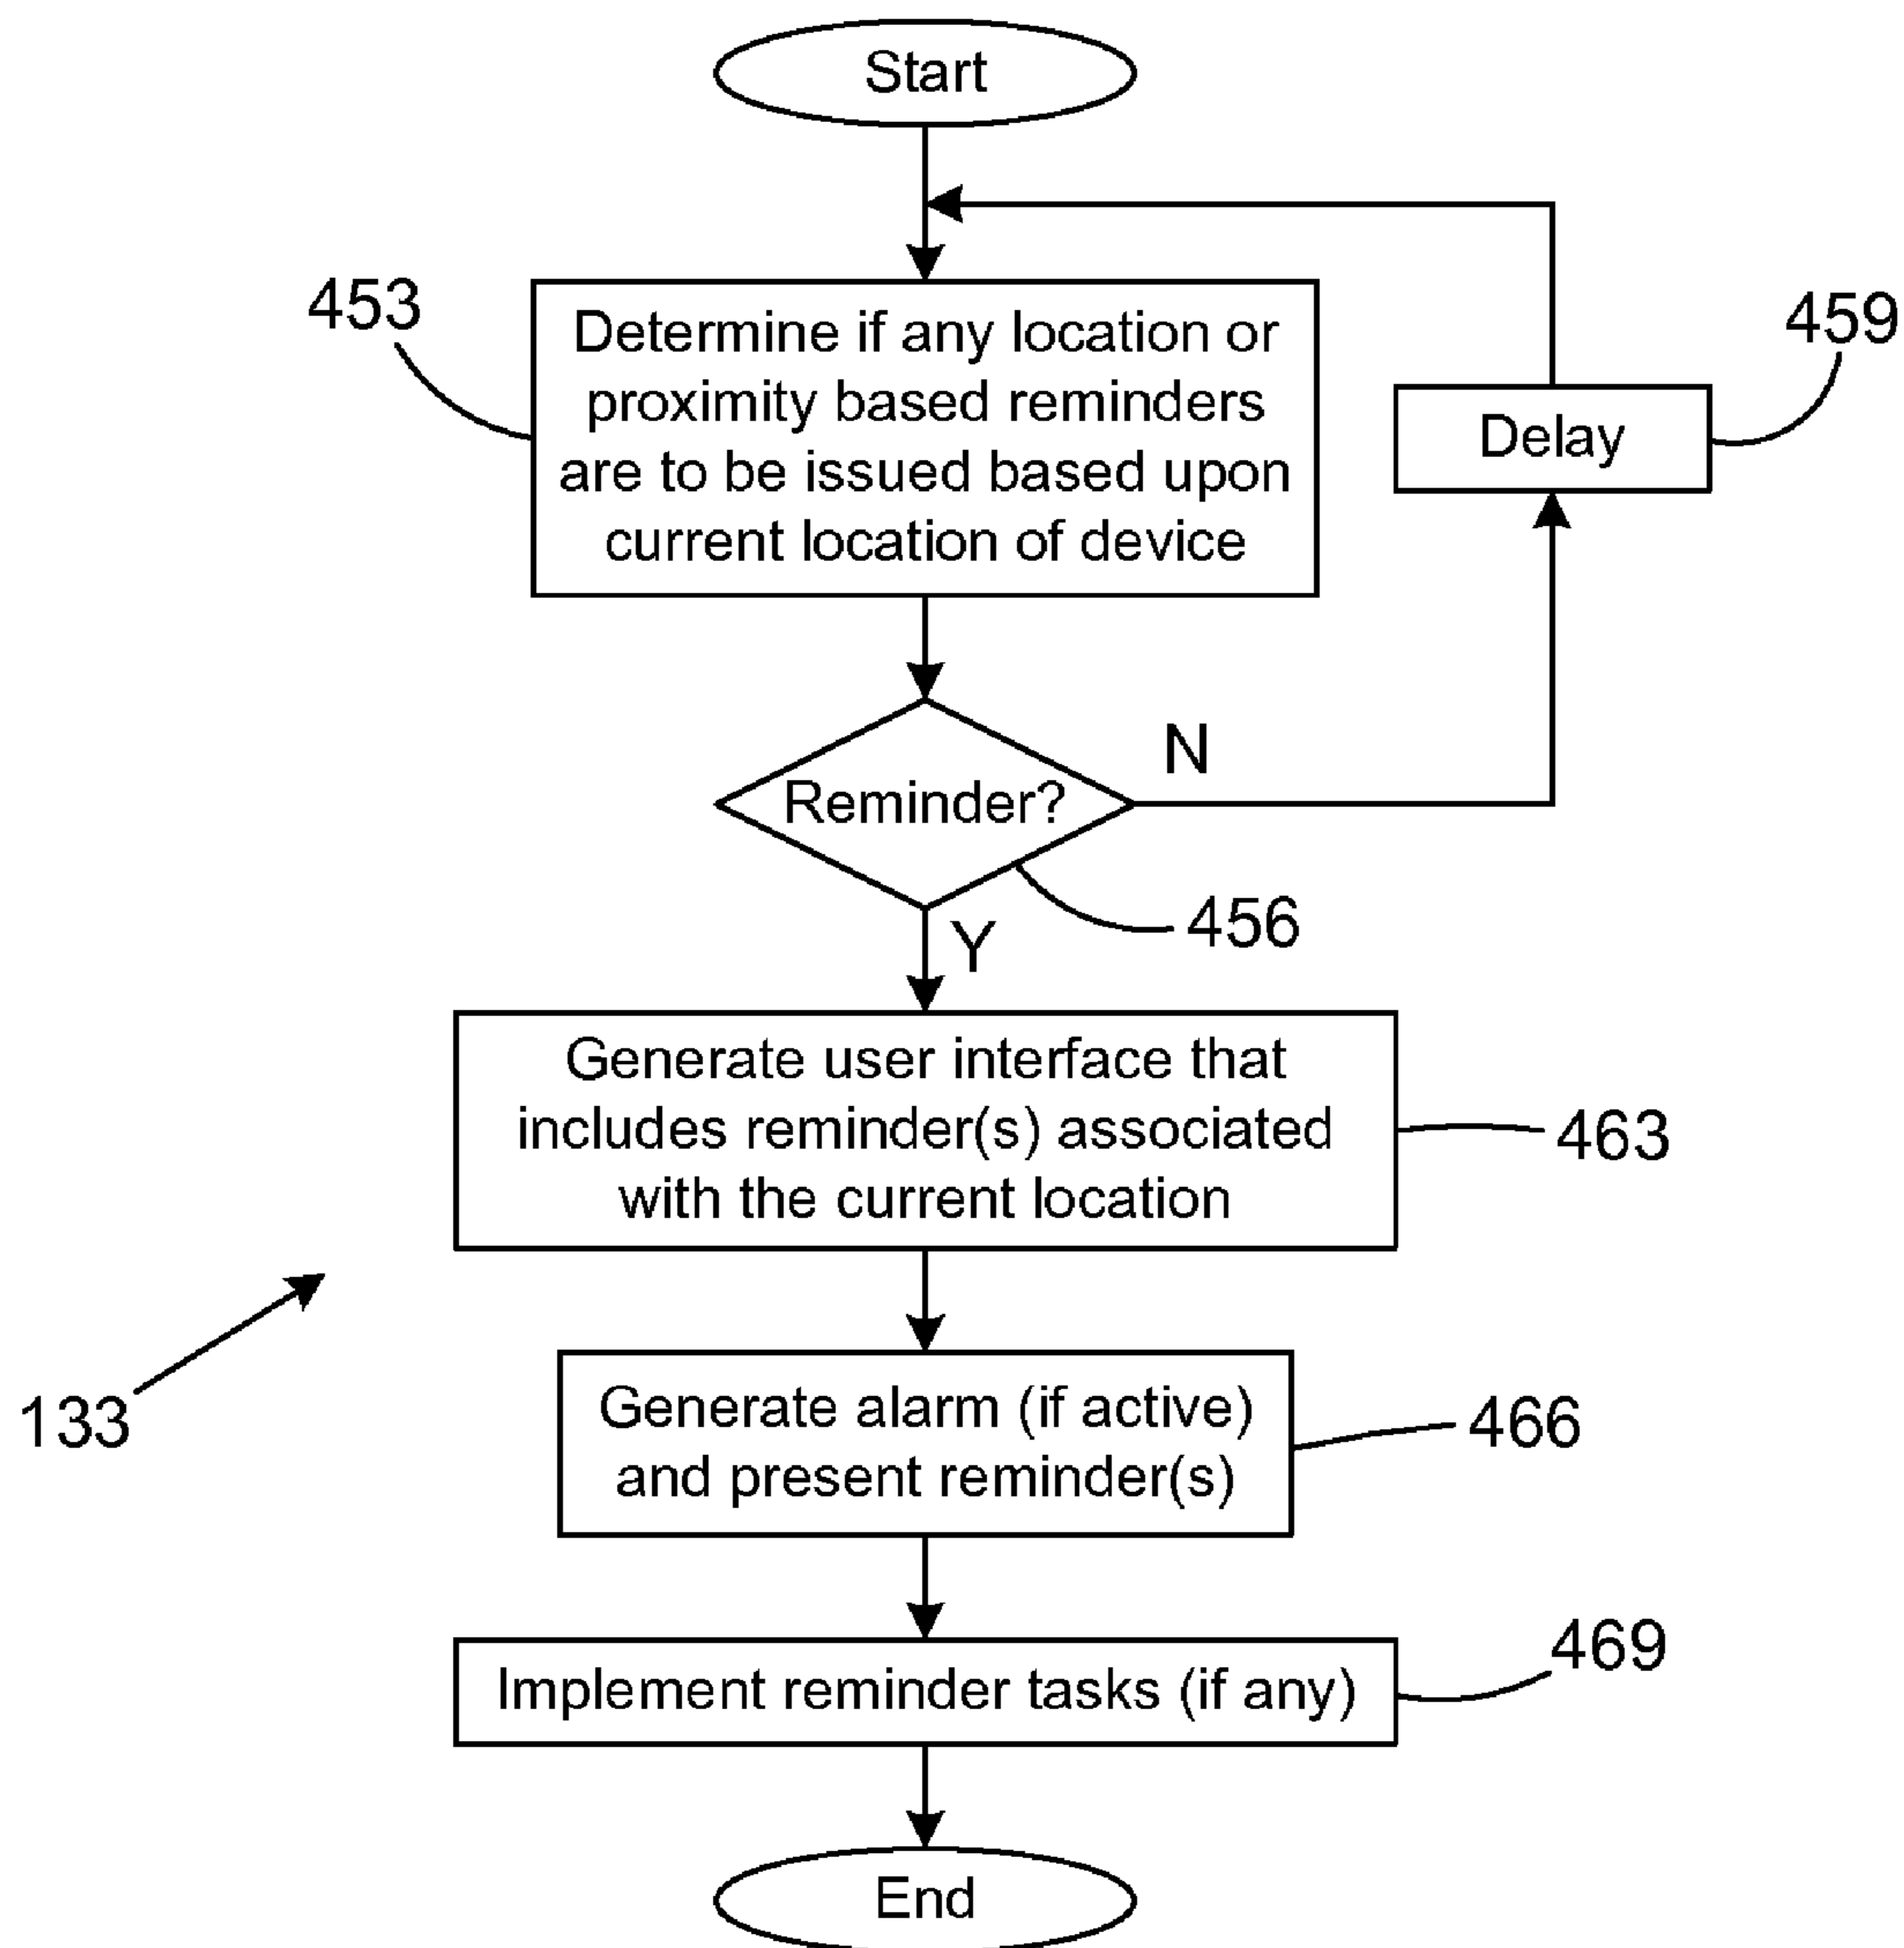 Start
453
Determine if any location or
proximity based reminders
are to be issued based upon
current location of device
459
Delay
Reminder?
N
456
Y
Generate user interface that
includes reminder(s) associated
with the current location
463
133
Generate alarm (if active)
and present reminder(s)
466
469
Implement reminder tasks (if any)
End